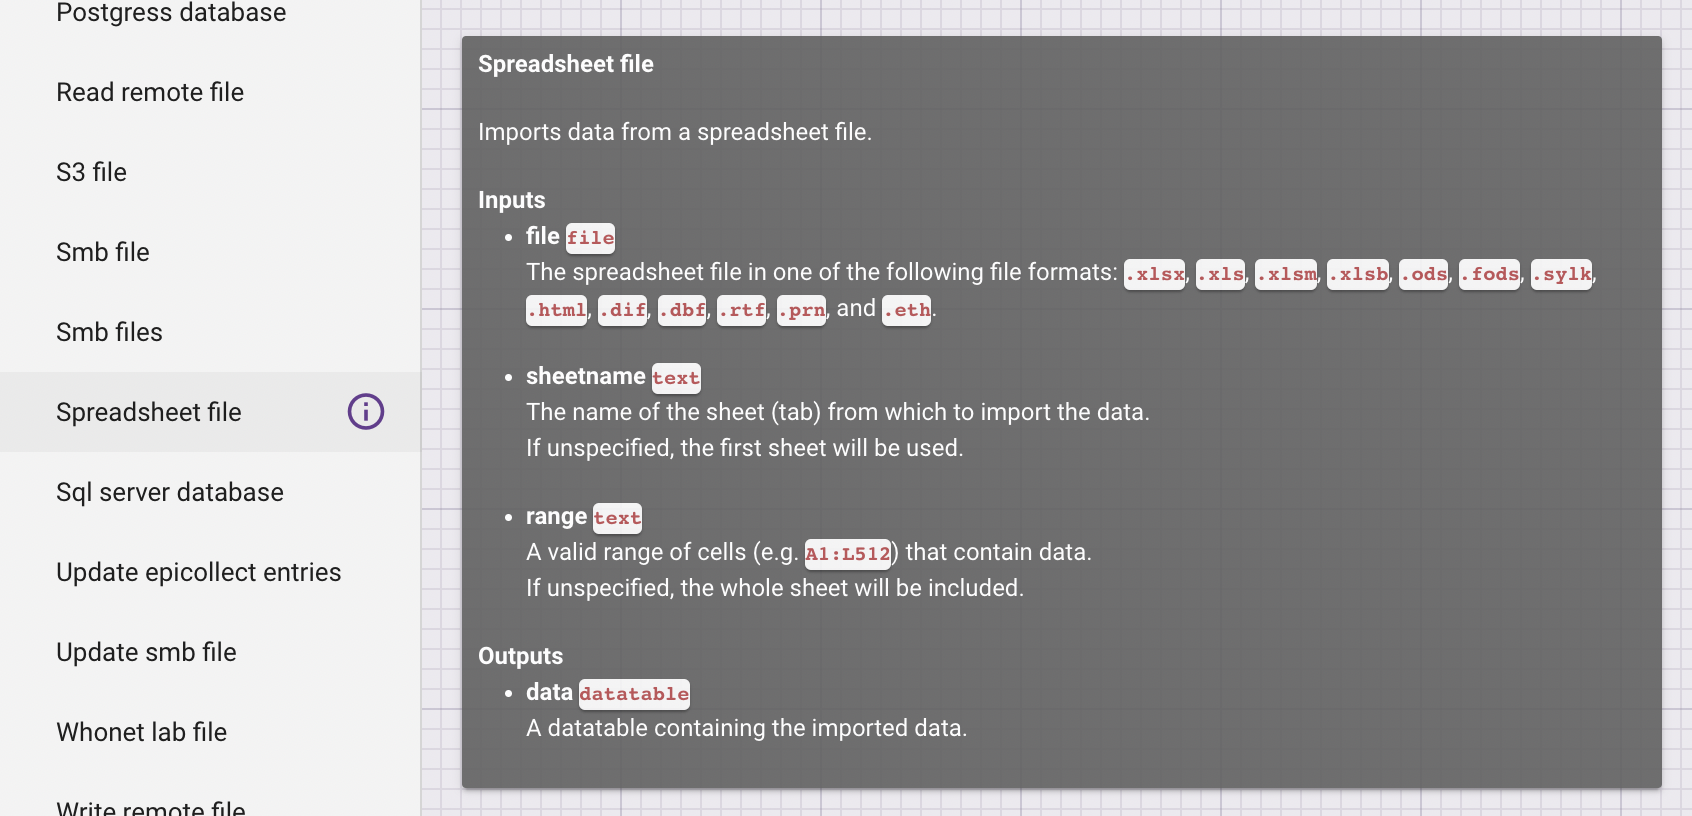 Postgress database
Read remote file
S3 file
Smb file
Smb files
Spreadsheet file
Sql server database
Update epicollect entries
Update smb file
Whonet lab file
Write remote file
Spreadsheet file
Imports data from a spreadsheet file.
Inputs
• file file
The spreadsheet file in one of the following file formats: .xlsx, .xls, .xlsm, .xlsb, .ods, .fods, .sylk,
.html, .dif, .dbf, .rtf, .prn, and .eth.
• sheetname text
The name of the sheet (tab) from which to import the data.
If unspecified, the first sheet will be used.
• range text
A valid range of cells (e.g. A1:L512) that contain data.
If unspecified, the whole sheet will be included.
Outputs
• data datatable
A datatable containing the imported data.